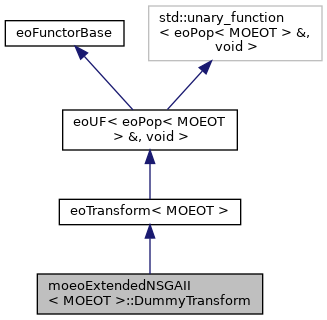 eoFunctorBase
std::unary_function
< eoPop< MOEOT > &,
void >
eoUF< eoPop< MOEOT
> &, void >
eoTransform< MOEOT >
moeoExtendedNSGAII
< MOEOT >::DummyTransform